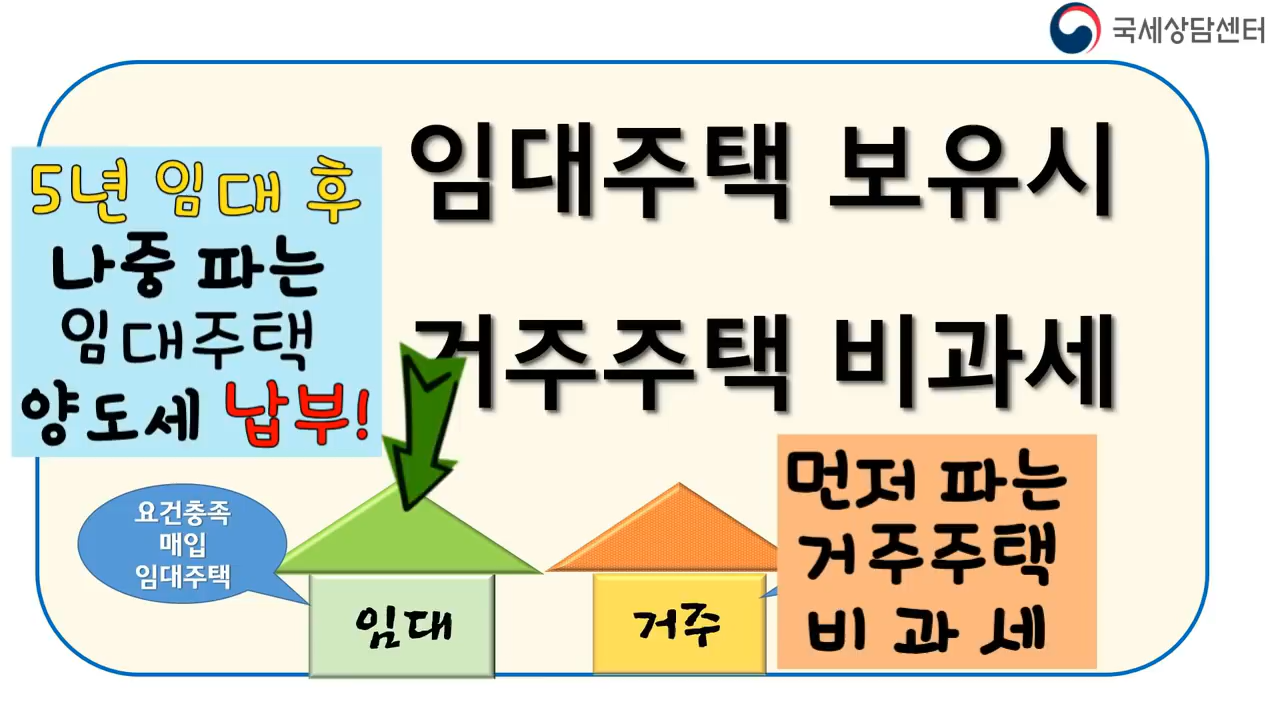 국세상담센터
임대주택 보유시
거주주택 비과세
5년 임대 후
나중 파는
임대주택
양도세 납부!
요건충족
매입
임대주택
임대
거주
먼저 파는
거주주택
비 과 세